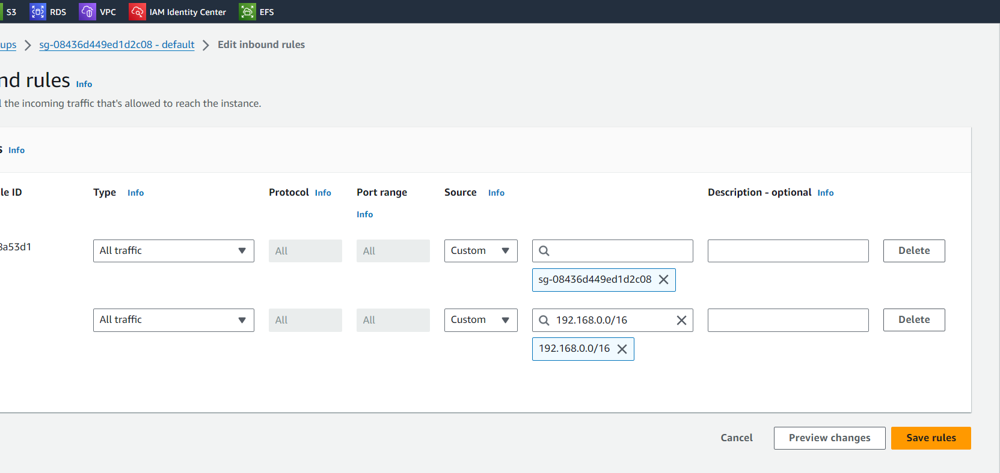 S3 RDS VPC IAM Identity Center EFS
ups sg-08436d449ed1d2c08 - default Edit inbound rules
nd rules Info
l the incoming traffic that's allowed to reach the instance.
s Info
le ID Type Info Protocol Info Port range Source Info Description - optional Info
Info
8a53d1 All traffic All All Custom Delete
sg-08436d449ed1d2c08
All traffic All All Custom 192.168.0.0/16 Delete
192.168.0.0/16
Cancel Preview changes Save rules